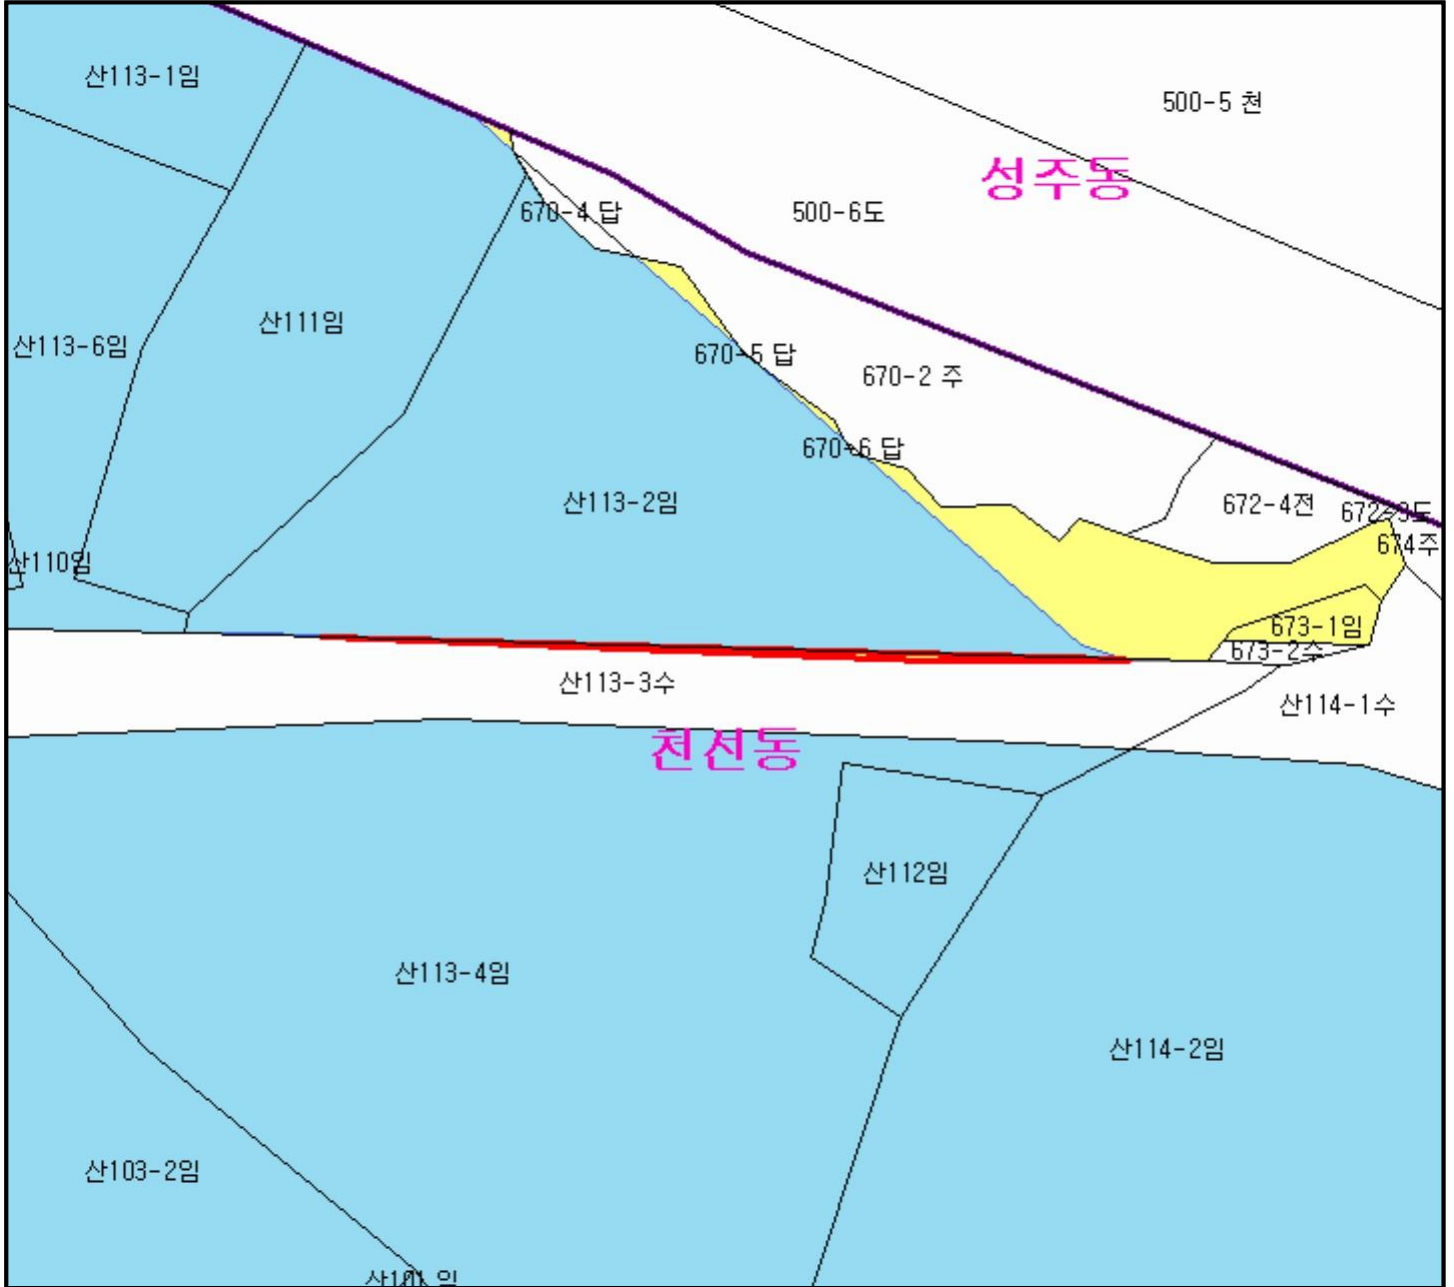 산113-1임
500-5 천
성주동
670-4 답
500-6도
산111임
산113-6임
670-5 답
670-2 주
670-6 답
산113-2임
672-4전
672-3도
674주
산110임
673-1임
673-2수
산113-3수
산114-1수
천선동
산112임
산113-4임
산114-2임
산103-2임